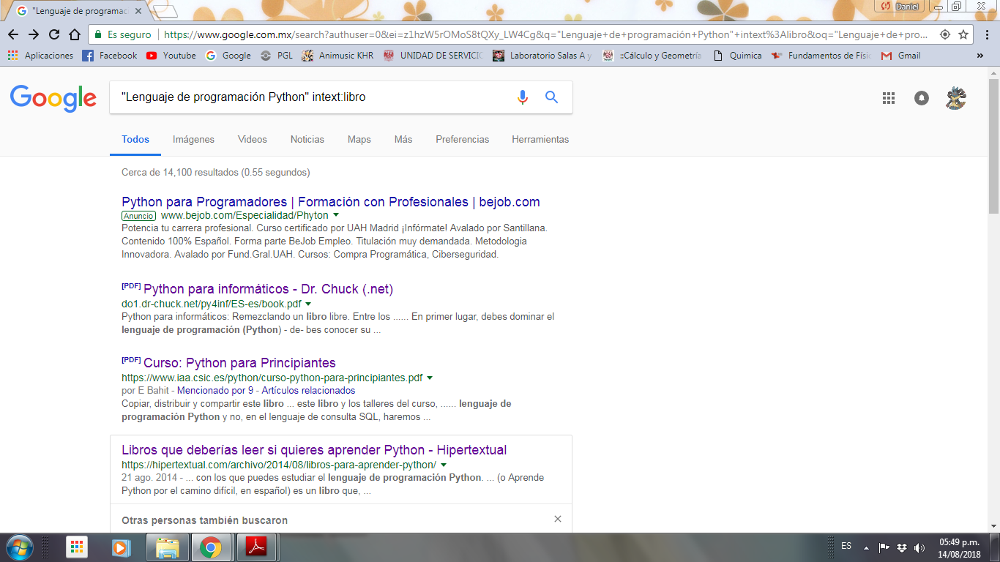 "Lenguaje de programaci
Daniel
Es seguro
https://www.google.com.mx/search?authuser=0&ei=z1hzW5rOMoS8tQXy_LW4Cg&q="Lenguaje+de+programación+Python"+intext%3Alibro&oq="Lenguaje+de+pro...
Aplicaciones Facebook Youtube Google PGL Animusic KHR UNIDAD DE SERVICIO Laboratorio Salas A y ::Cálculo y Geometría Quimica Fundamentos de Físi Gmail »
Google
"Lenguaje de programación Python" intext:libro
Todos Imágenes Videos Noticias Maps Más Preferencias Herramientas
Cerca de 14,100 resultados (0.55 segundos)
Python para Programadores | Formación con Profesionales | bejob.com
Anuncio www.bejob.com/Especialidad/Phyton
Potencia tu carrera profesional. Curso certificado por UAH Madrid ¡Infórmate! Avalado por Santillana.
Contenido 100% Español. Forma parte BeJob Empleo. Titulación muy demandada. Metodologia
Innovadora. Avalado por Fund.Gral.UAH. Cursos: Compra Programática, Ciberseguridad.
[PDF] Python para informáticos - Dr. Chuck (.net)
do1.dr-chuck.net/py4inf/ES-es/book.pdf
Python para informáticos: Remezclando un libro libre. Entre los ...... En primer lugar, debes dominar el
lenguaje de programación (Python) - de- bes conocer su ...
[PDF] Curso: Python para Principiantes
https://www.iaa.csic.es/python/curso-python-para-principiantes.pdf
por E Bahit - Mencionado por 9 - Artículos relacionados
Copiar, distribuir y compartir este libro ... este libro y los talleres del curso, ...... lenguaje de
programación Python y no, en el lenguaje de consulta SQL, haremos ...
Libros que deberías leer si quieres aprender Python - Hipertextual
https://hipertextual.com/archivo/2014/08/libros-para-aprender-python/
21 ago. 2014 - ... con los que puedes estudiar el lenguaje de programación Python. ... (o Aprende
Python por el camino difícil, en español) es un libro que, ...
Otras personas también buscaron
ES
05:49 p.m.
14/08/2018